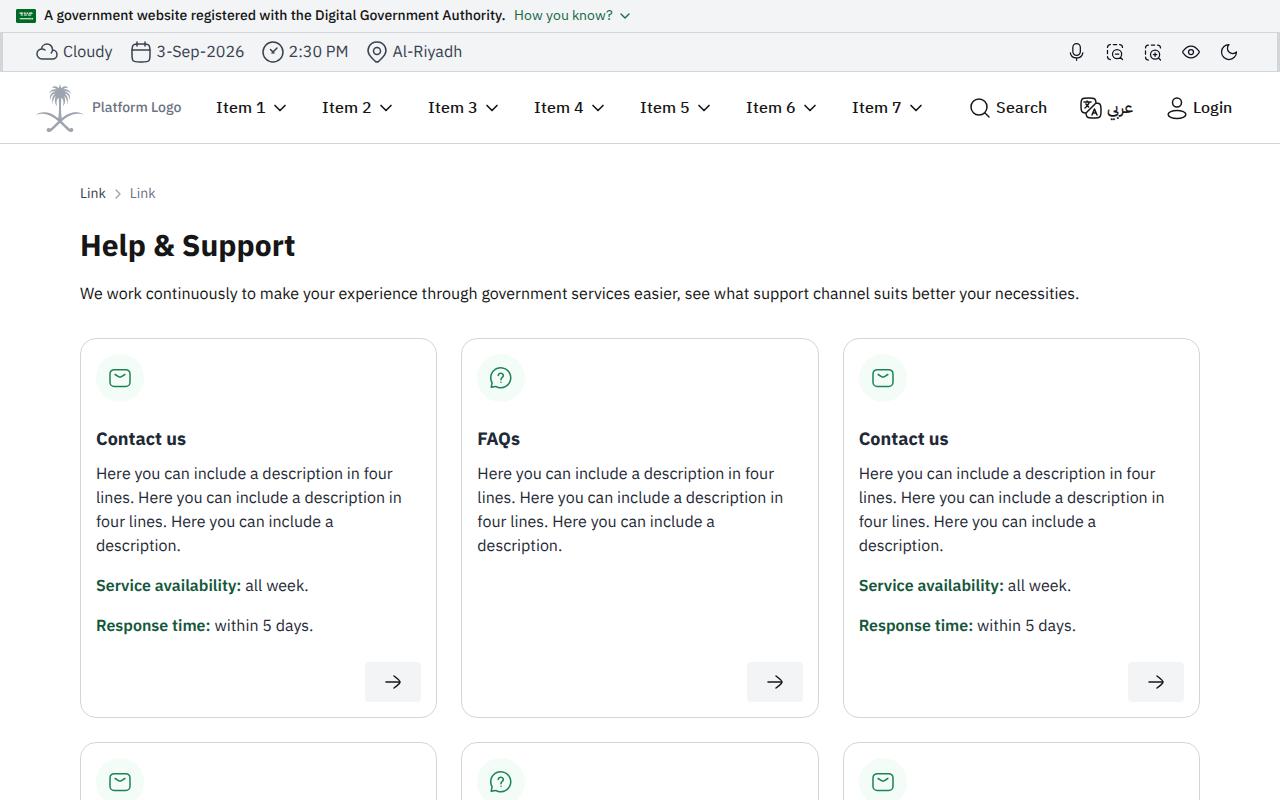 A government website registered with the Digital Government Authority. How you know?
Cloudy 3-Sep-2026 2:30 PM Al-Riyadh
Platform Logo Item 1 Item 2 Item 3 Item 4 Item 5 Item 6 Item 7 Search عربي Login
Link Link
Help & Support
We work continuously to make your experience through government services easier, see what support channel suits better your necessities.
Contact us
Here you can include a description in four
lines. Here you can include a description in
four lines. Here you can include a
description.
Service availability: all week.
Response time: within 5 days.
FAQs
Here you can include a description in four
lines. Here you can include a description in
four lines. Here you can include a
description.
Contact us
Here you can include a description in four
lines. Here you can include a description in
four lines. Here you can include a
description.
Service availability: all week.
Response time: within 5 days.